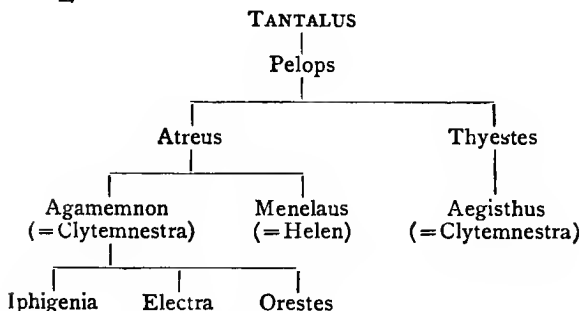 TANTALUS
Pelops
Atreus Thyestes
Agamemnon Menelaus Aegisthus
(=Clytemnestra) (=Helen) (=Clytemnestra)
Iphigenia Electra Orestes